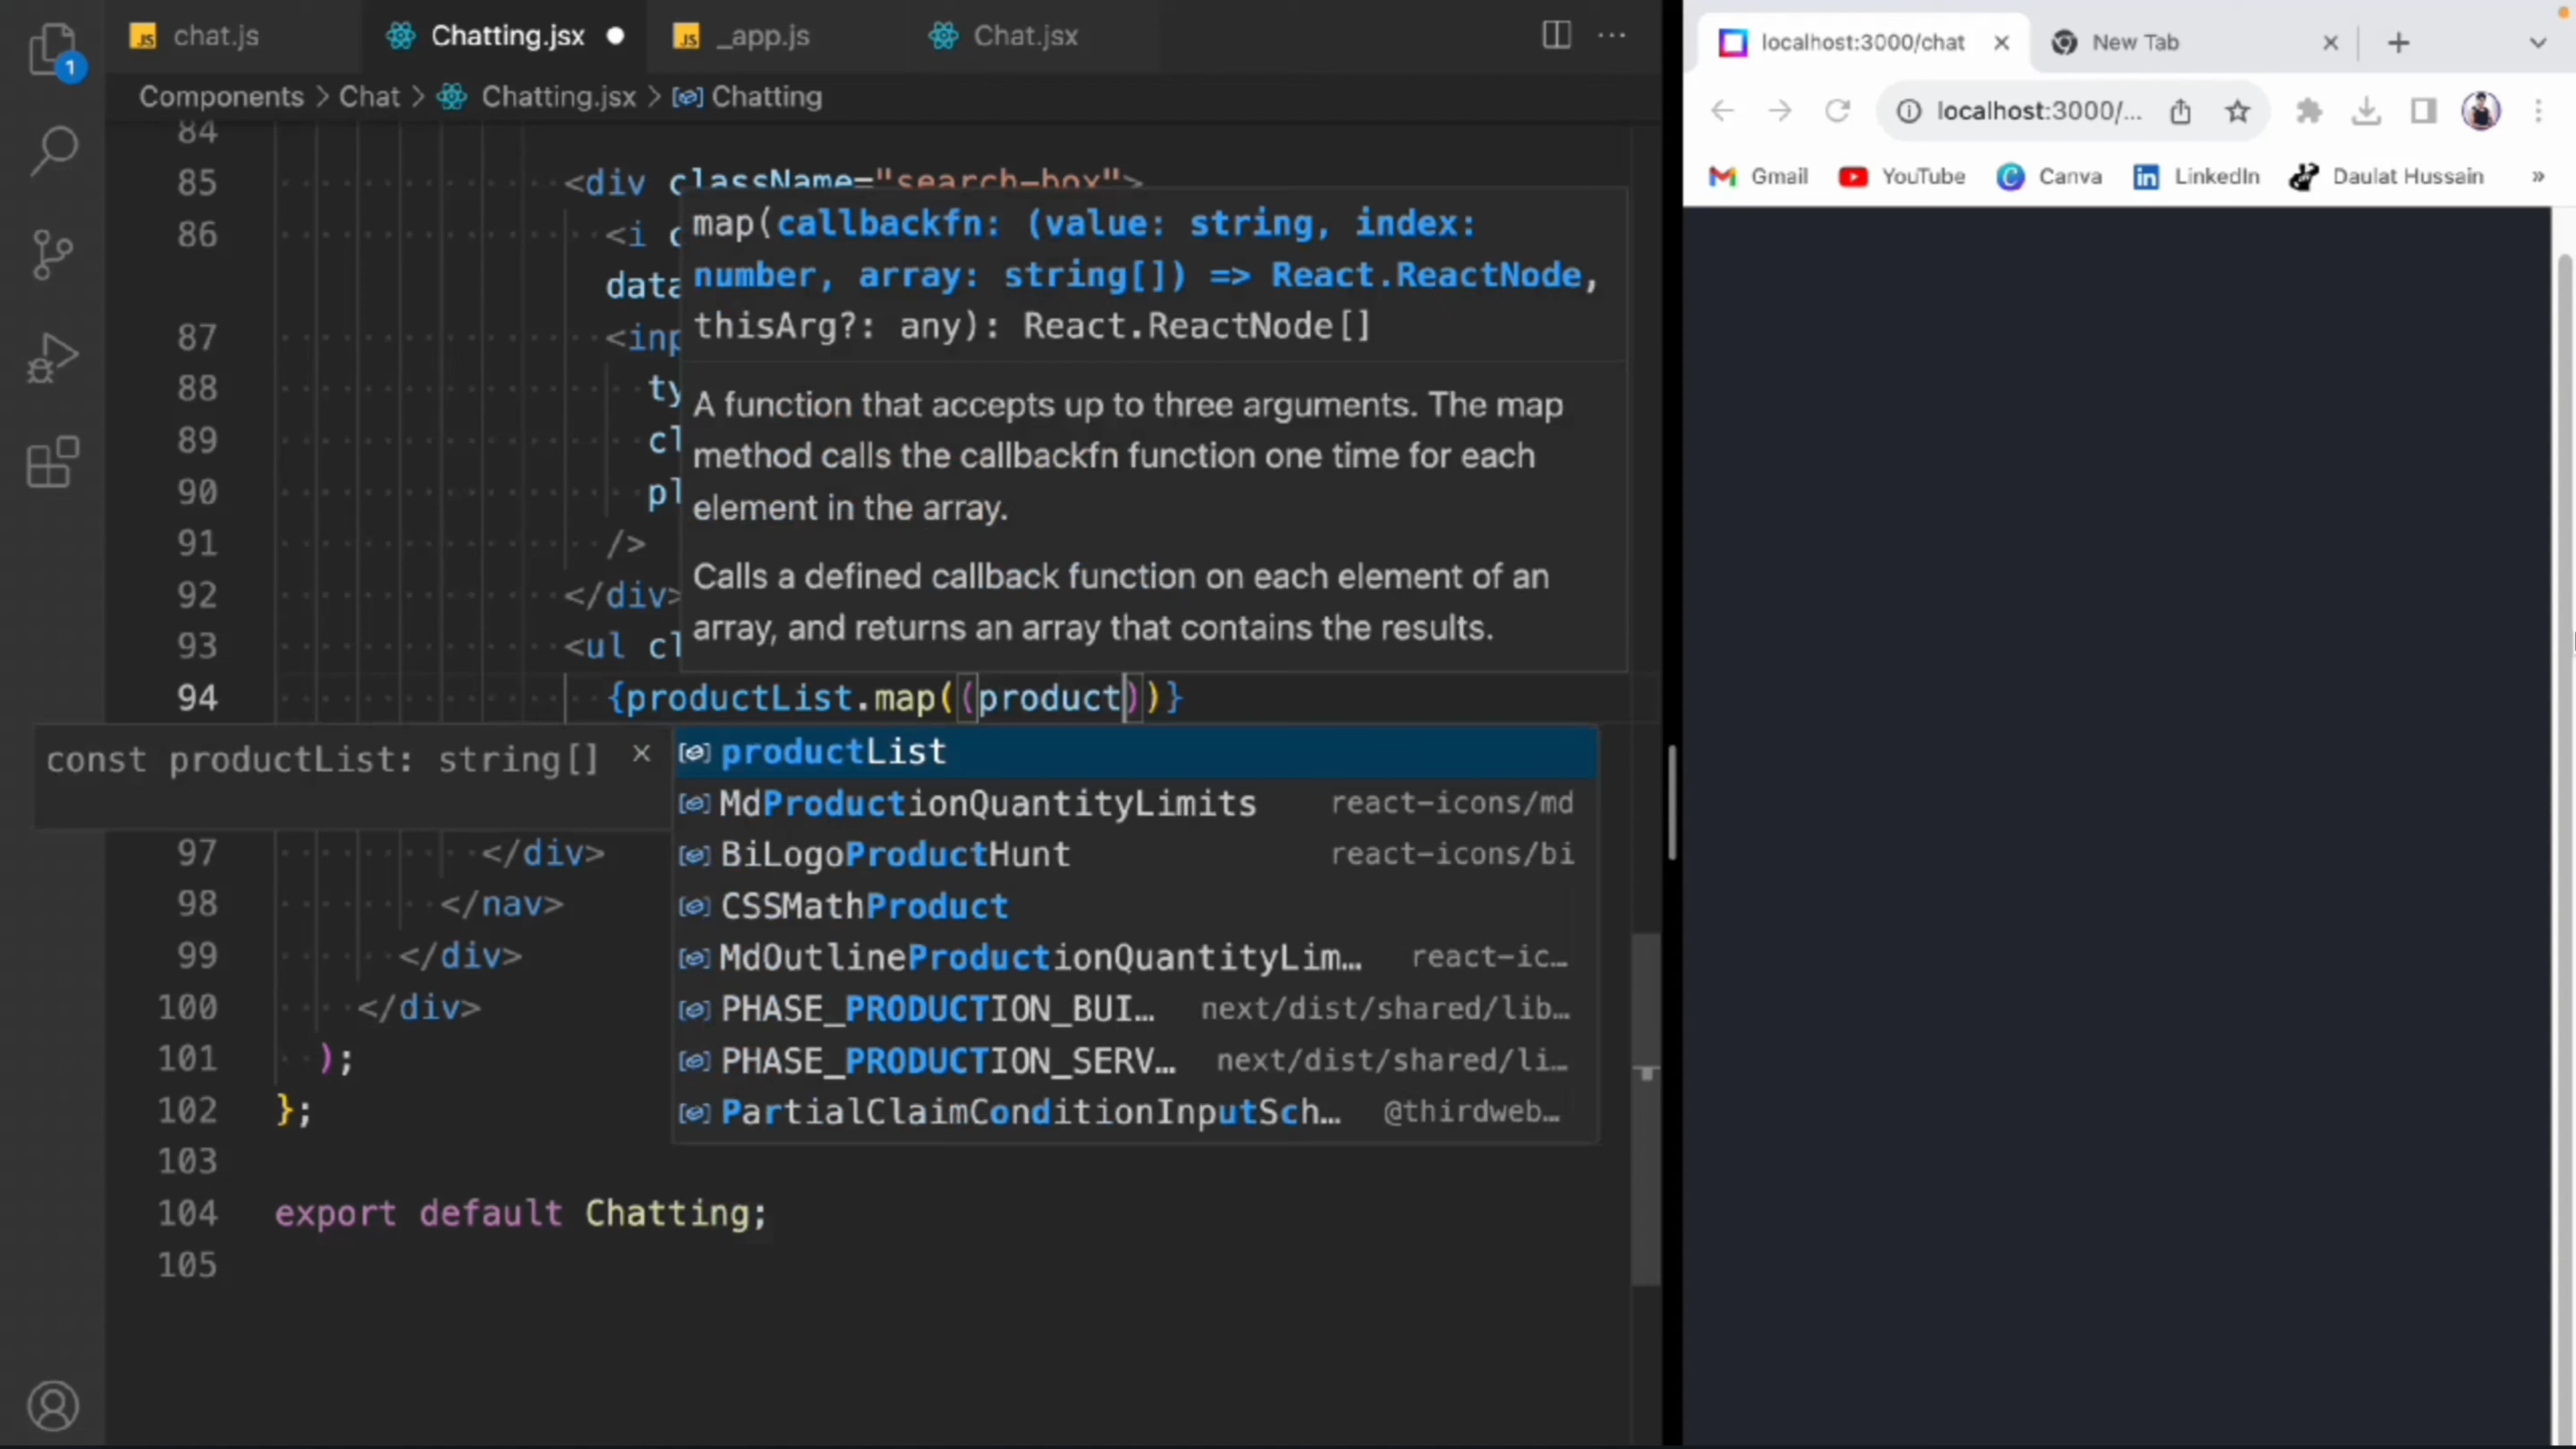 chat.js
Chatting.jsx
_app.js
Chat.jsx
1
Components > Chat > Chatting.jsx > Chatting
84
85 <div className="search-box">
86 <i c
data
87 <inp
88 ty
89 cl
90 pl
91 />
92 </div>
93 <ul cl
94 {productList.map((product))}
map(callbackfn: (value: string, index:
number, array: string[]) => React.ReactNode,
thisArg?: any): React.ReactNode[]
A function that accepts up to three arguments. The map
method calls the callbackfn function one time for each
element in the array.
Calls a defined callback function on each element of an
array, and returns an array that contains the results.
const productList: string[] ×
productList
MdProductionQuantityLimits react-icons/md
BiLogoProductHunt react-icons/bi
CSSMathProduct
MdOutlineProductionQuantityLim… react-ic…
PHASE_PRODUCTION_BUI… next/dist/shared/lib…
PHASE_PRODUCTION_SERV… next/dist/shared/li…
PartialClaimConditionInputSch… @thirdweb…
97 </div>
98 </nav>
99 </div>
100 </div>
101 );
102 };
103
104 export default Chatting;
105
localhost:3000/chat
New Tab
localhost:3000/...
Gmail
YouTube
Canva
LinkedIn
Daulat Hussain
»